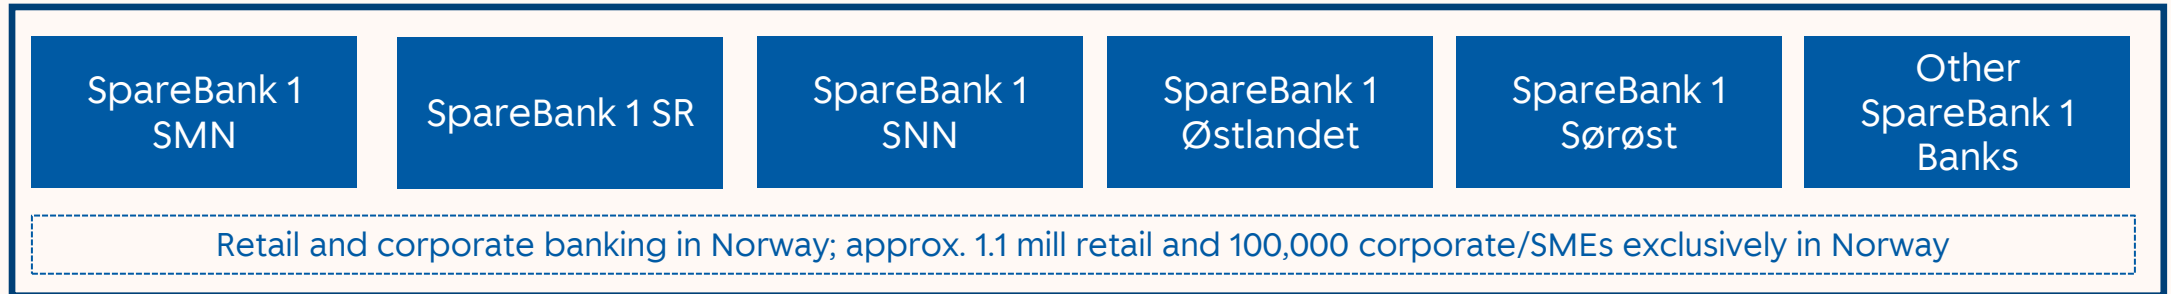 SpareBank 1
SMN
SpareBank 1 SR
SpareBank 1
SNN
SpareBank 1
Østlandet
SpareBank 1
Sørøst
Other
SpareBank 1
Banks
Retail and corporate banking in Norway; approx. 1.1 mill retail and 100,000 corporate/SMEs exclusively in Norway